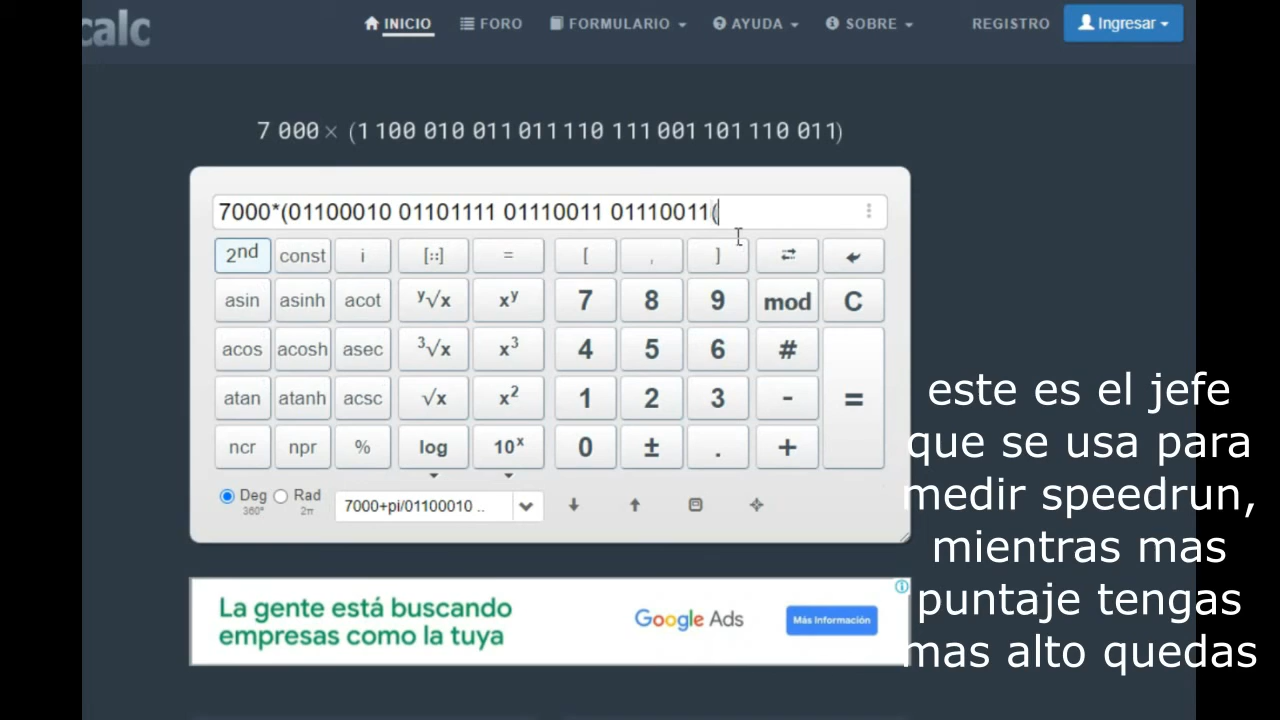 calc
INICIO
FORO
FORMULARIO
AYUDA
SOBRE
REGISTRO
Ingresar
7 000 × (1 100 010 011 011 110 111 001 101 110 011)
7000*(01100010 01101111 01110011 01110011(
2nd const i [::] = [ , ]
asin asinh acot y√x xy 7 8 9 mod C
acos acosh asec 3√x x3 4 5 6 #
atan atanh acsc √x x2 1 2 3 - =
ncr npr % log 10x 0 ± . +
Deg
360°
Rad
2π
7000+pi/01100010 ..
La gente está buscando
empresas como la tuya
Google Ads
Más Información
este es el jefe
que se usa para
medir speedrun,
mientras mas
puntaje tengas
mas alto quedas